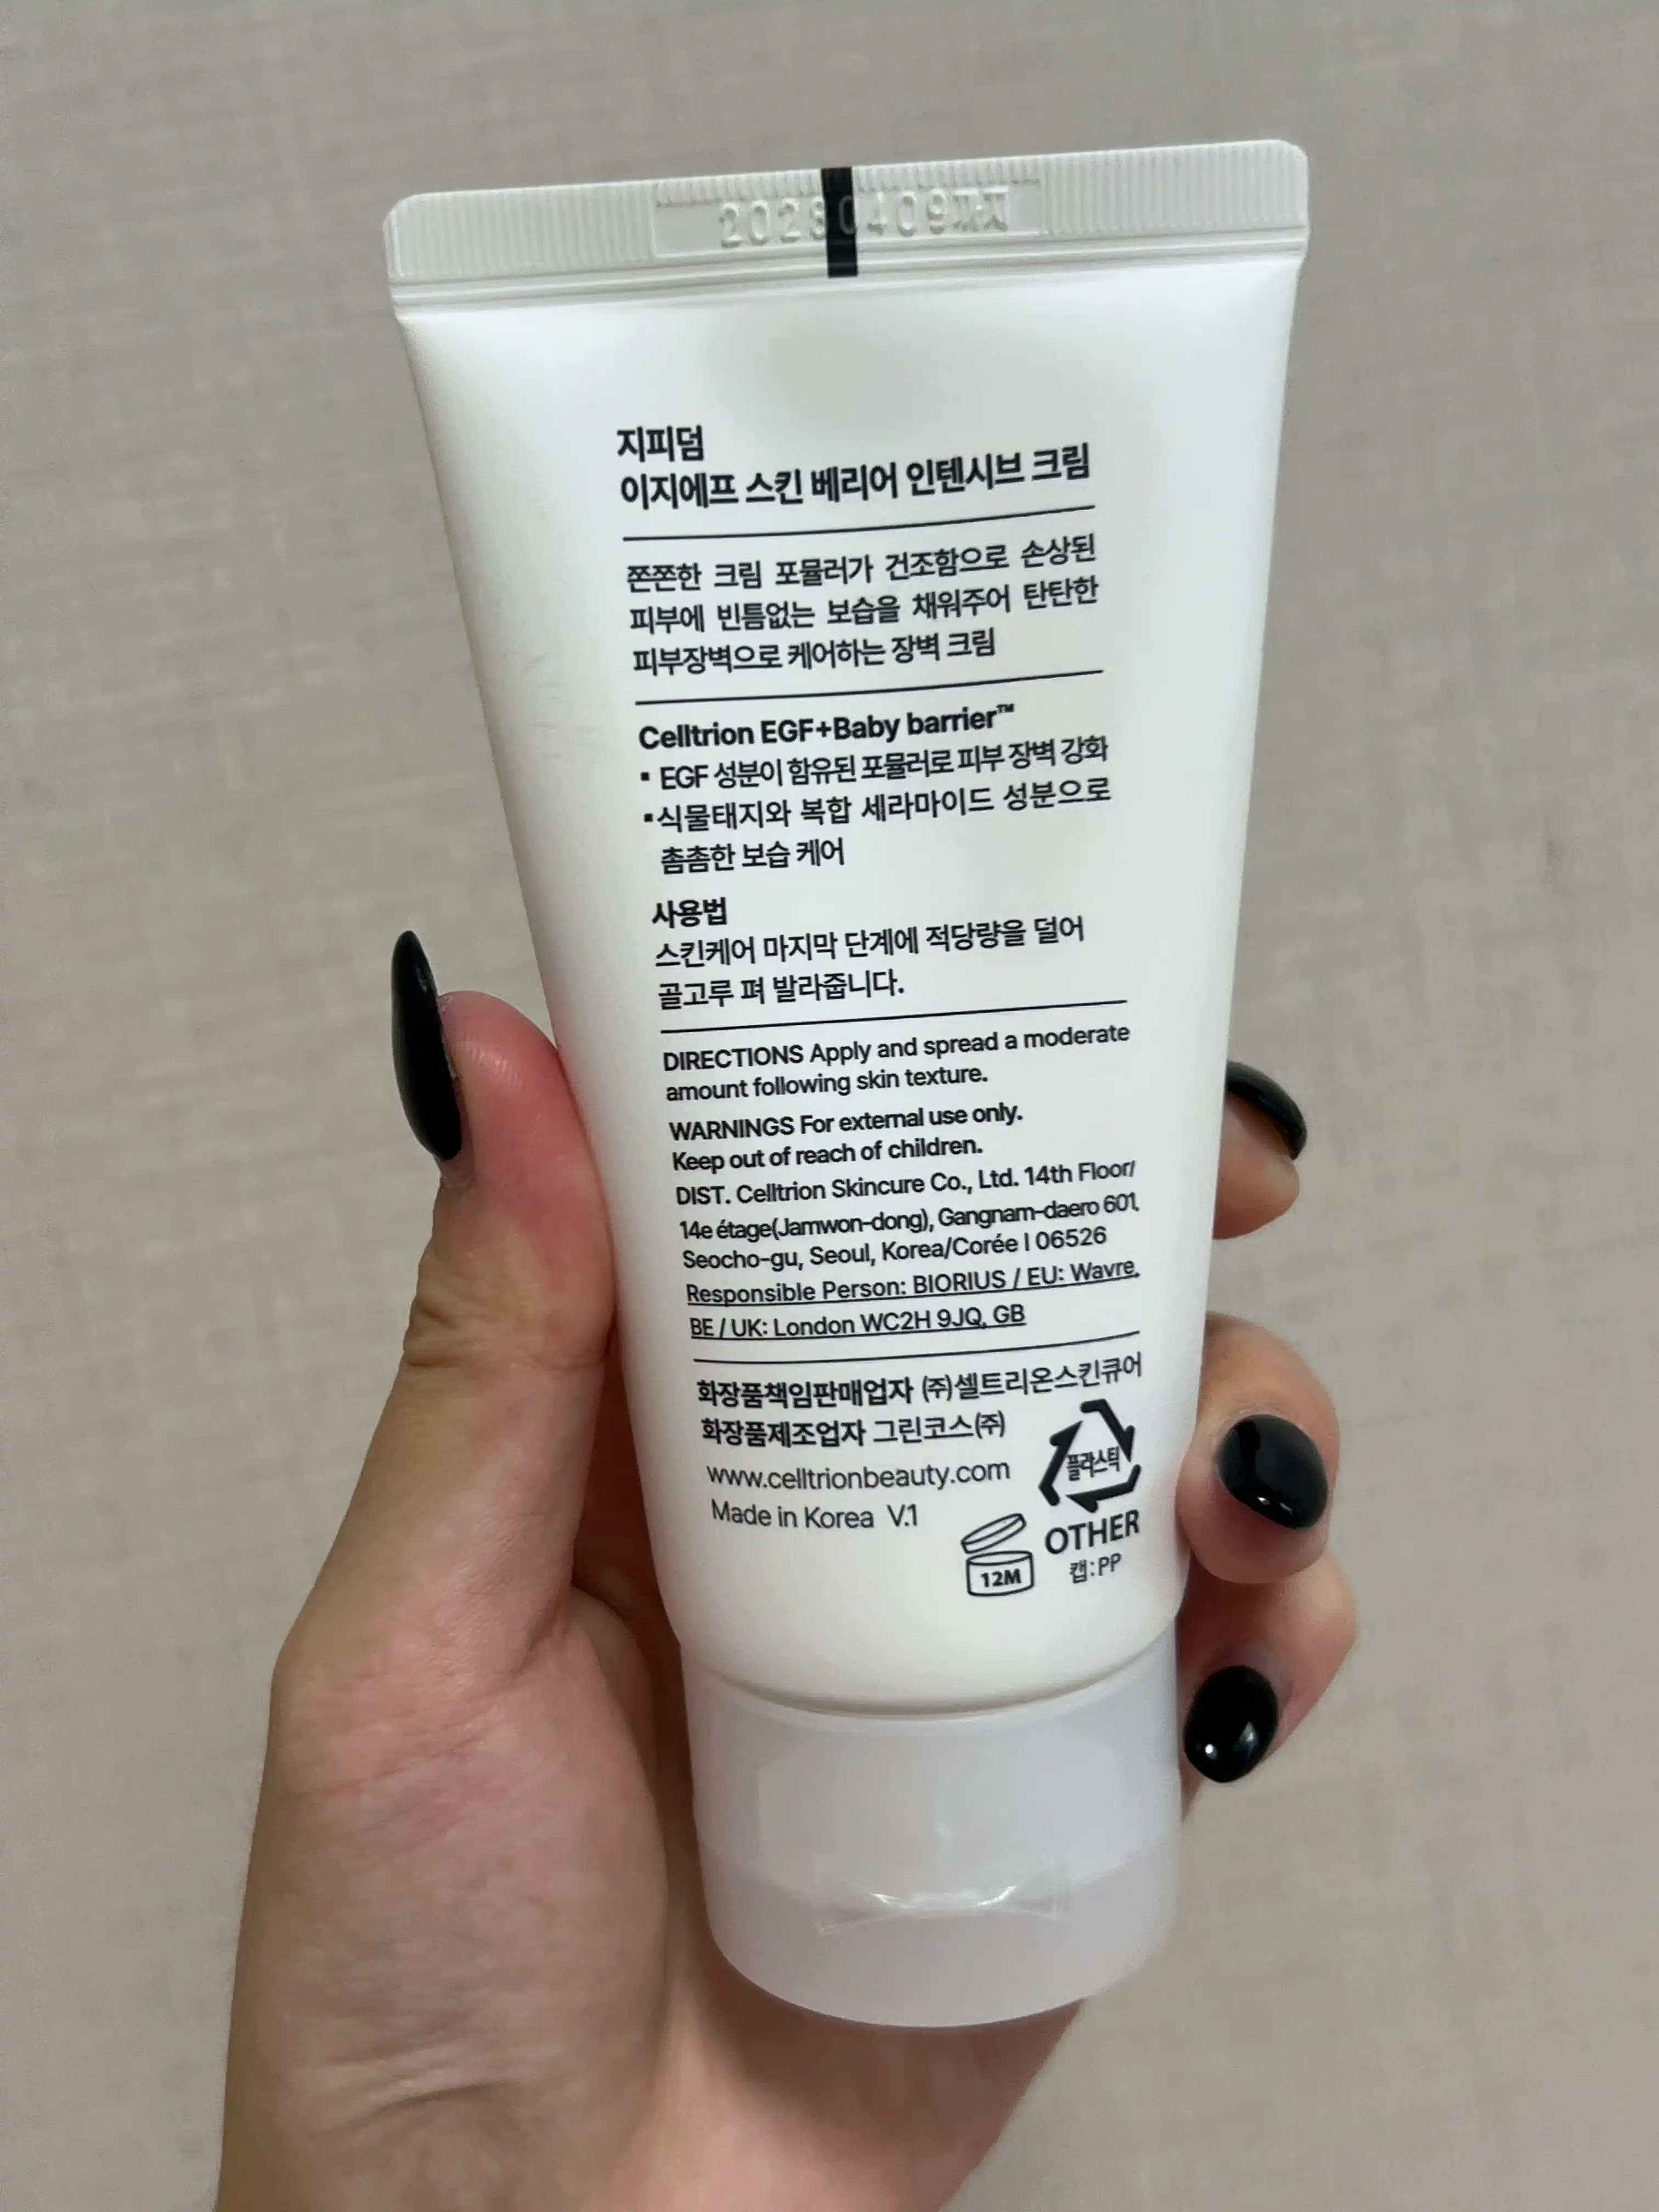 20280409까지
지피덤
이지에프 스킨 베리어 인텐시브 크림
쫀쫀한 크림 포뮬러가 건조함으로 손상된
피부에 빈틈없는 보습을 채워주어 탄탄한
피부장벽으로 케어하는 장벽 크림
Celltrion EGF+Baby barrier™
▪ EGF 성분이 함유된 포뮬러로 피부 장벽 강화
▪식물태지와 복합 세라마이드 성분으로
촘촘한 보습 케어
사용법
스킨케어 마지막 단계에 적당량을 덜어
골고루 펴 발라줍니다.
DIRECTIONS Apply and spread a moderate
amount following skin texture.
WARNINGS For external use only.
Keep out of reach of children.
DIST. Celltrion Skincure Co., Ltd. 14th Floor/
14e étage(Jamwon-dong), Gangnam-daero 601,
Seocho-gu, Seoul, Korea/Corée I 06526
Responsible Person: BIORIUS / EU: Wavre,
BE / UK: London WC2H 9JQ, GB
화장품책임판매업자 (주)셀트리온스킨큐어
화장품제조업자 그린코스(주)
www.celltrionbeauty.com
Made in Korea V.1
플라스틱
OTHER
캡:PP
12M